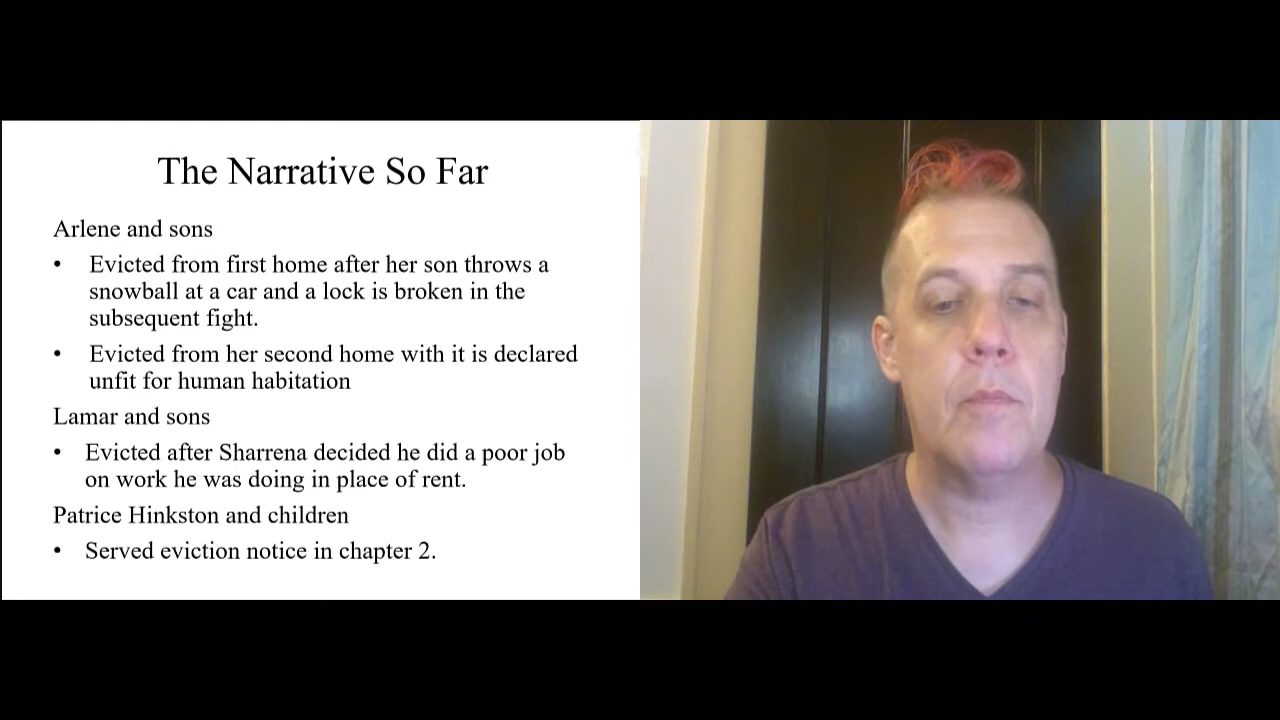 The Narrative So Far
Arlene and sons
• Evicted from first home after her son throws a
snowball at a car and a lock is broken in the
subsequent fight.
• Evicted from her second home with it is declared
unfit for human habitation
Lamar and sons
• Evicted after Sharrena decided he did a poor job
on work he was doing in place of rent.
Patrice Hinkston and children
• Served eviction notice in chapter 2.